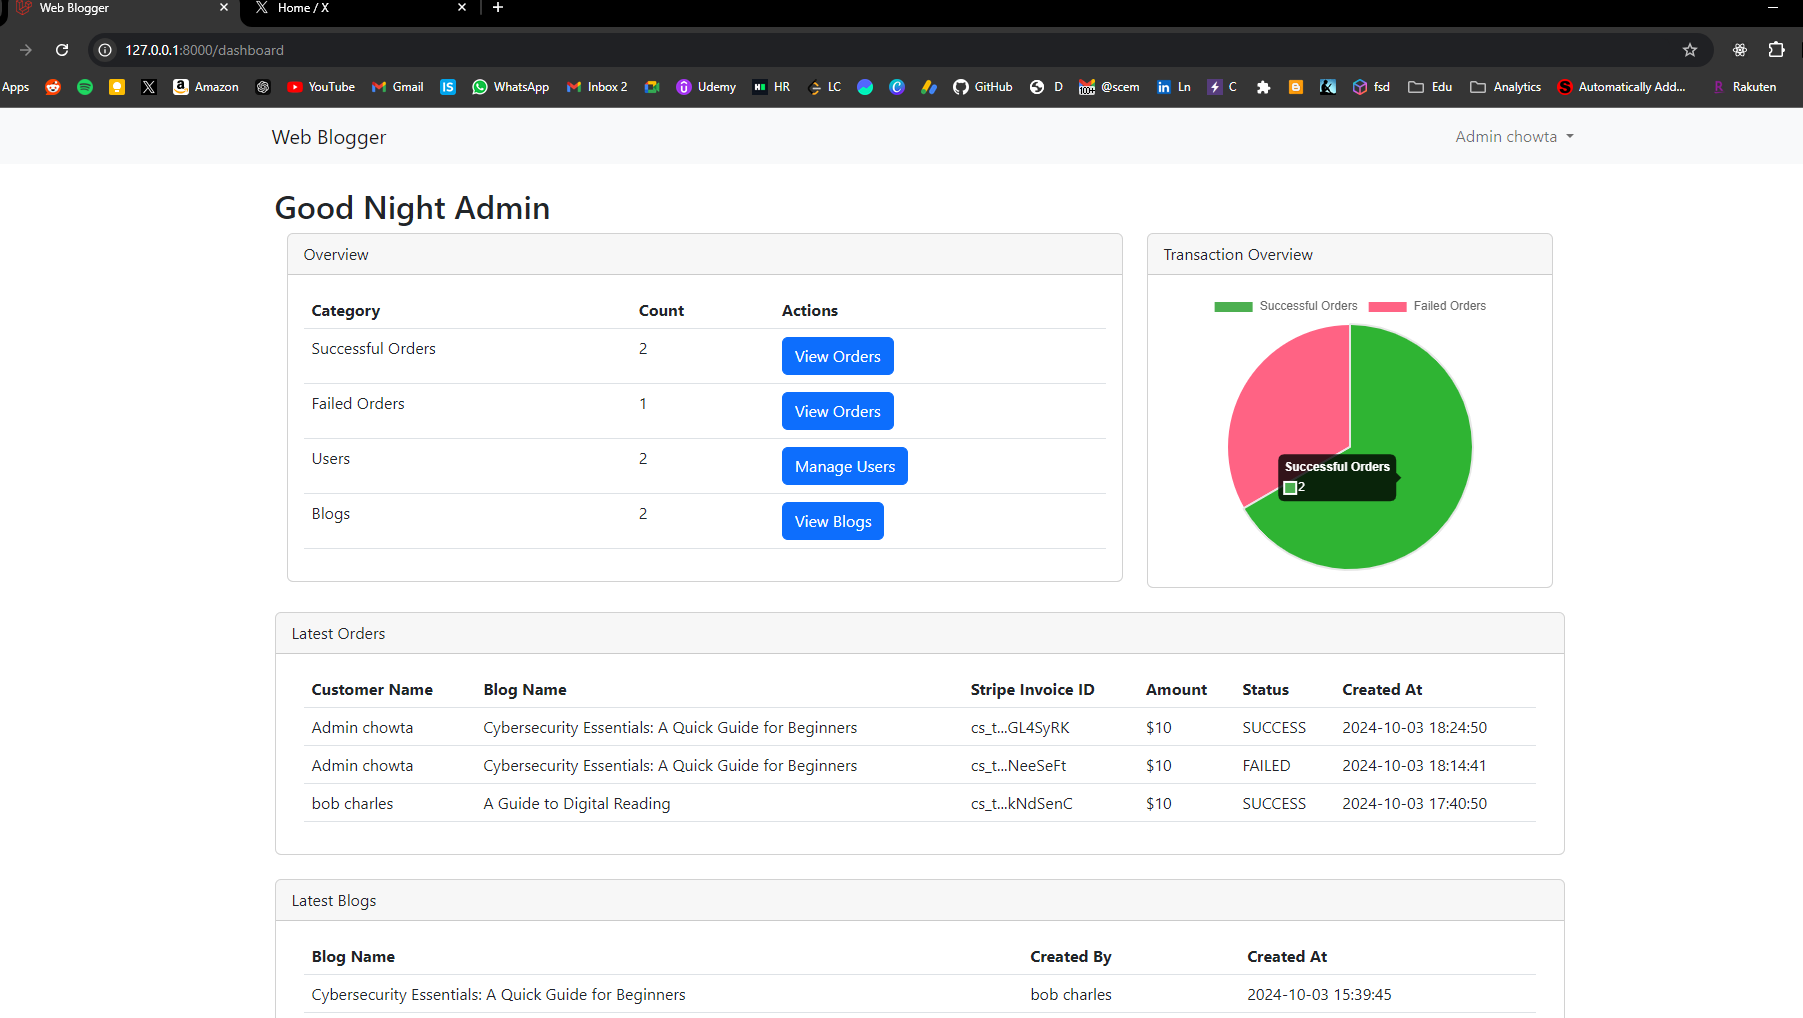 Web Blogger
Home / X
127.0.0.1:8000/dashboard
Apps Amazon YouTube Gmail IS WhatsApp Inbox 2 Udemy HR LC GitHub D 100+ @scem Ln C fsd Edu Analytics Automatically Add... R Rakuten
Web Blogger Admin chowta
Good Night Admin
Overview
Category Count Actions
Successful Orders 2 View Orders
Failed Orders 1 View Orders
Users 2 Manage Users
Blogs 2 View Blogs
Transaction Overview
Successful Orders Failed Orders
Successful Orders
2
Latest Orders
Customer Name Blog Name Stripe Invoice ID Amount Status Created At
Admin chowta Cybersecurity Essentials: A Quick Guide for Beginners cs_t...GL4SyRK $10 SUCCESS 2024-10-03 18:24:50
Admin chowta Cybersecurity Essentials: A Quick Guide for Beginners cs_t...NeeSeFt $10 FAILED 2024-10-03 18:14:41
bob charles A Guide to Digital Reading cs_t...kNdSenC $10 SUCCESS 2024-10-03 17:40:50
Latest Blogs
Blog Name Created By Created At
Cybersecurity Essentials: A Quick Guide for Beginners bob charles 2024-10-03 15:39:45